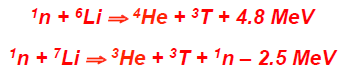 ¹n + ⁶Li ⇒ ⁴He + ³T + 4.8 MeV
¹n + ⁷Li ⇒ ³He + ³T + ¹n – 2.5 MeV